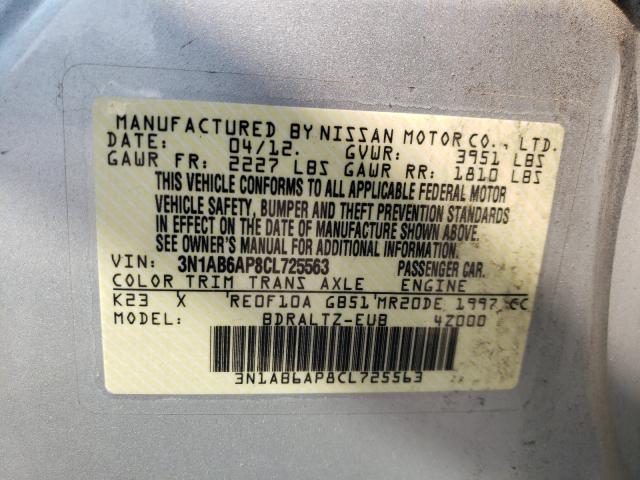 MANUFACTURED BY NISSAN MOTOR CO., LTD.
DATE: 04/12. GVWR: 3951 LBS
GAWR FR: 2227 LBS GAWR RR: 1810 LBS
THIS VEHICLE CONFORMS TO ALL APPLICABLE FEDERAL MOTOR
VEHICLE SAFETY, BUMPER AND THEFT PREVENTION STANDARDS
IN EFFECT ON THE DATE OF MANUFACTURE SHOWN ABOVE.
SEE OWNER'S MANUAL FOR ADDITIONAL INFORMATION.
VIN: 3N1AB6AP8CL725563 PASSENGER CAR.
COLOR TRIM TRANS AXLE ENGINE
K23 X RE0F10A GB51 MR20DE 1997 CC
MODEL: BDRALTZ-EUB 4Z000
3N1AB6AP8CL725563